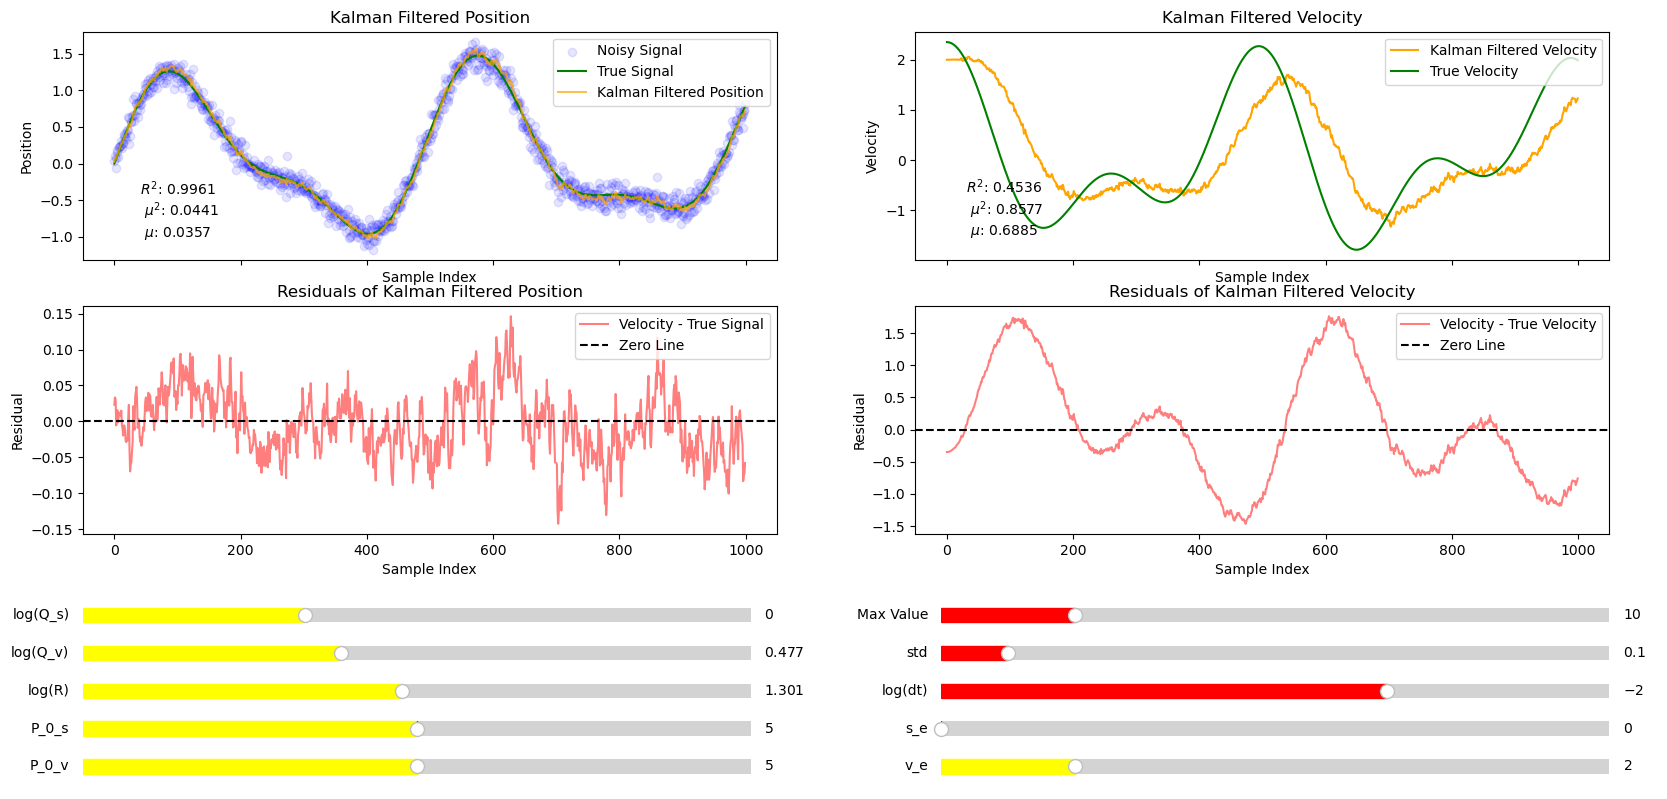 Kalman Filtered Position
1.5
1.0
0.5
0.0
−0.5
−1.0
Position
Noisy Signal
True Signal
Kalman Filtered Position
R²: 0.9961
μ²: 0.0441
μ: 0.0357
Sample Index
Kalman Filtered Velocity
2
1
0
−1
Velocity
Kalman Filtered Velocity
True Velocity
R²: 0.4536
μ²: 0.8577
μ: 0.6885
Sample Index
Residuals of Kalman Filtered Position
0.15
0.10
0.05
0.00
−0.05
−0.10
−0.15
Residual
Velocity - True Signal
Zero Line
0 200 400 600 800 1000
Sample Index
Residuals of Kalman Filtered Velocity
1.5
1.0
0.5
0.0
−0.5
−1.0
−1.5
Residual
Velocity - True Velocity
Zero Line
0 200 400 600 800 1000
Sample Index
log(Q_s) 0
log(Q_v) 0.477
log(R) 1.301
P_0_s 5
P_0_v 5
Max Value 10
std 0.1
log(dt) −2
s_e 0
v_e 2